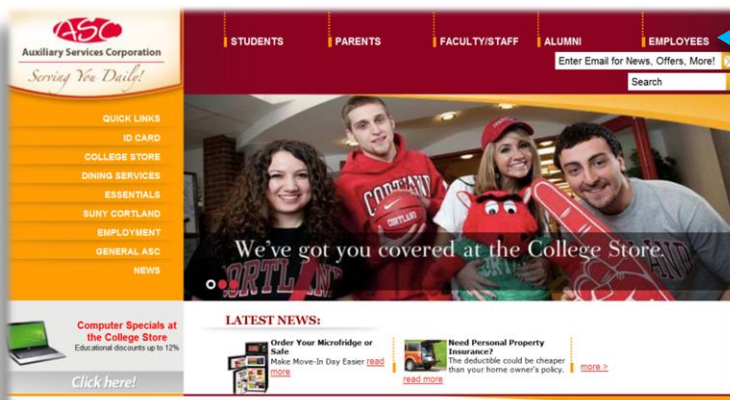 ASC
Auxiliary Services Corporation
Serving You Daily!
STUDENTS
PARENTS
FACULTY/STAFF
ALUMNI
EMPLOYEES
Enter Email for News, Offers, More!
Search
QUICK LINKS
ID CARD
COLLEGE STORE
DINING SERVICES
ESSENTIALS
SUNY CORTLAND
EMPLOYMENT
GENERAL ASC
NEWS
CORTLAND
CORTLAND
We've got you covered at the College Store.
Computer Specials at
the College Store
Educational discounts up to 12%
Click here!
LATEST NEWS:
Order Your Microfridge or
Safe
Make Move-In Day Easier read
more
Need Personal Property
Insurance?
The deductible could be cheaper
than your home owner's policy.
read more
more >